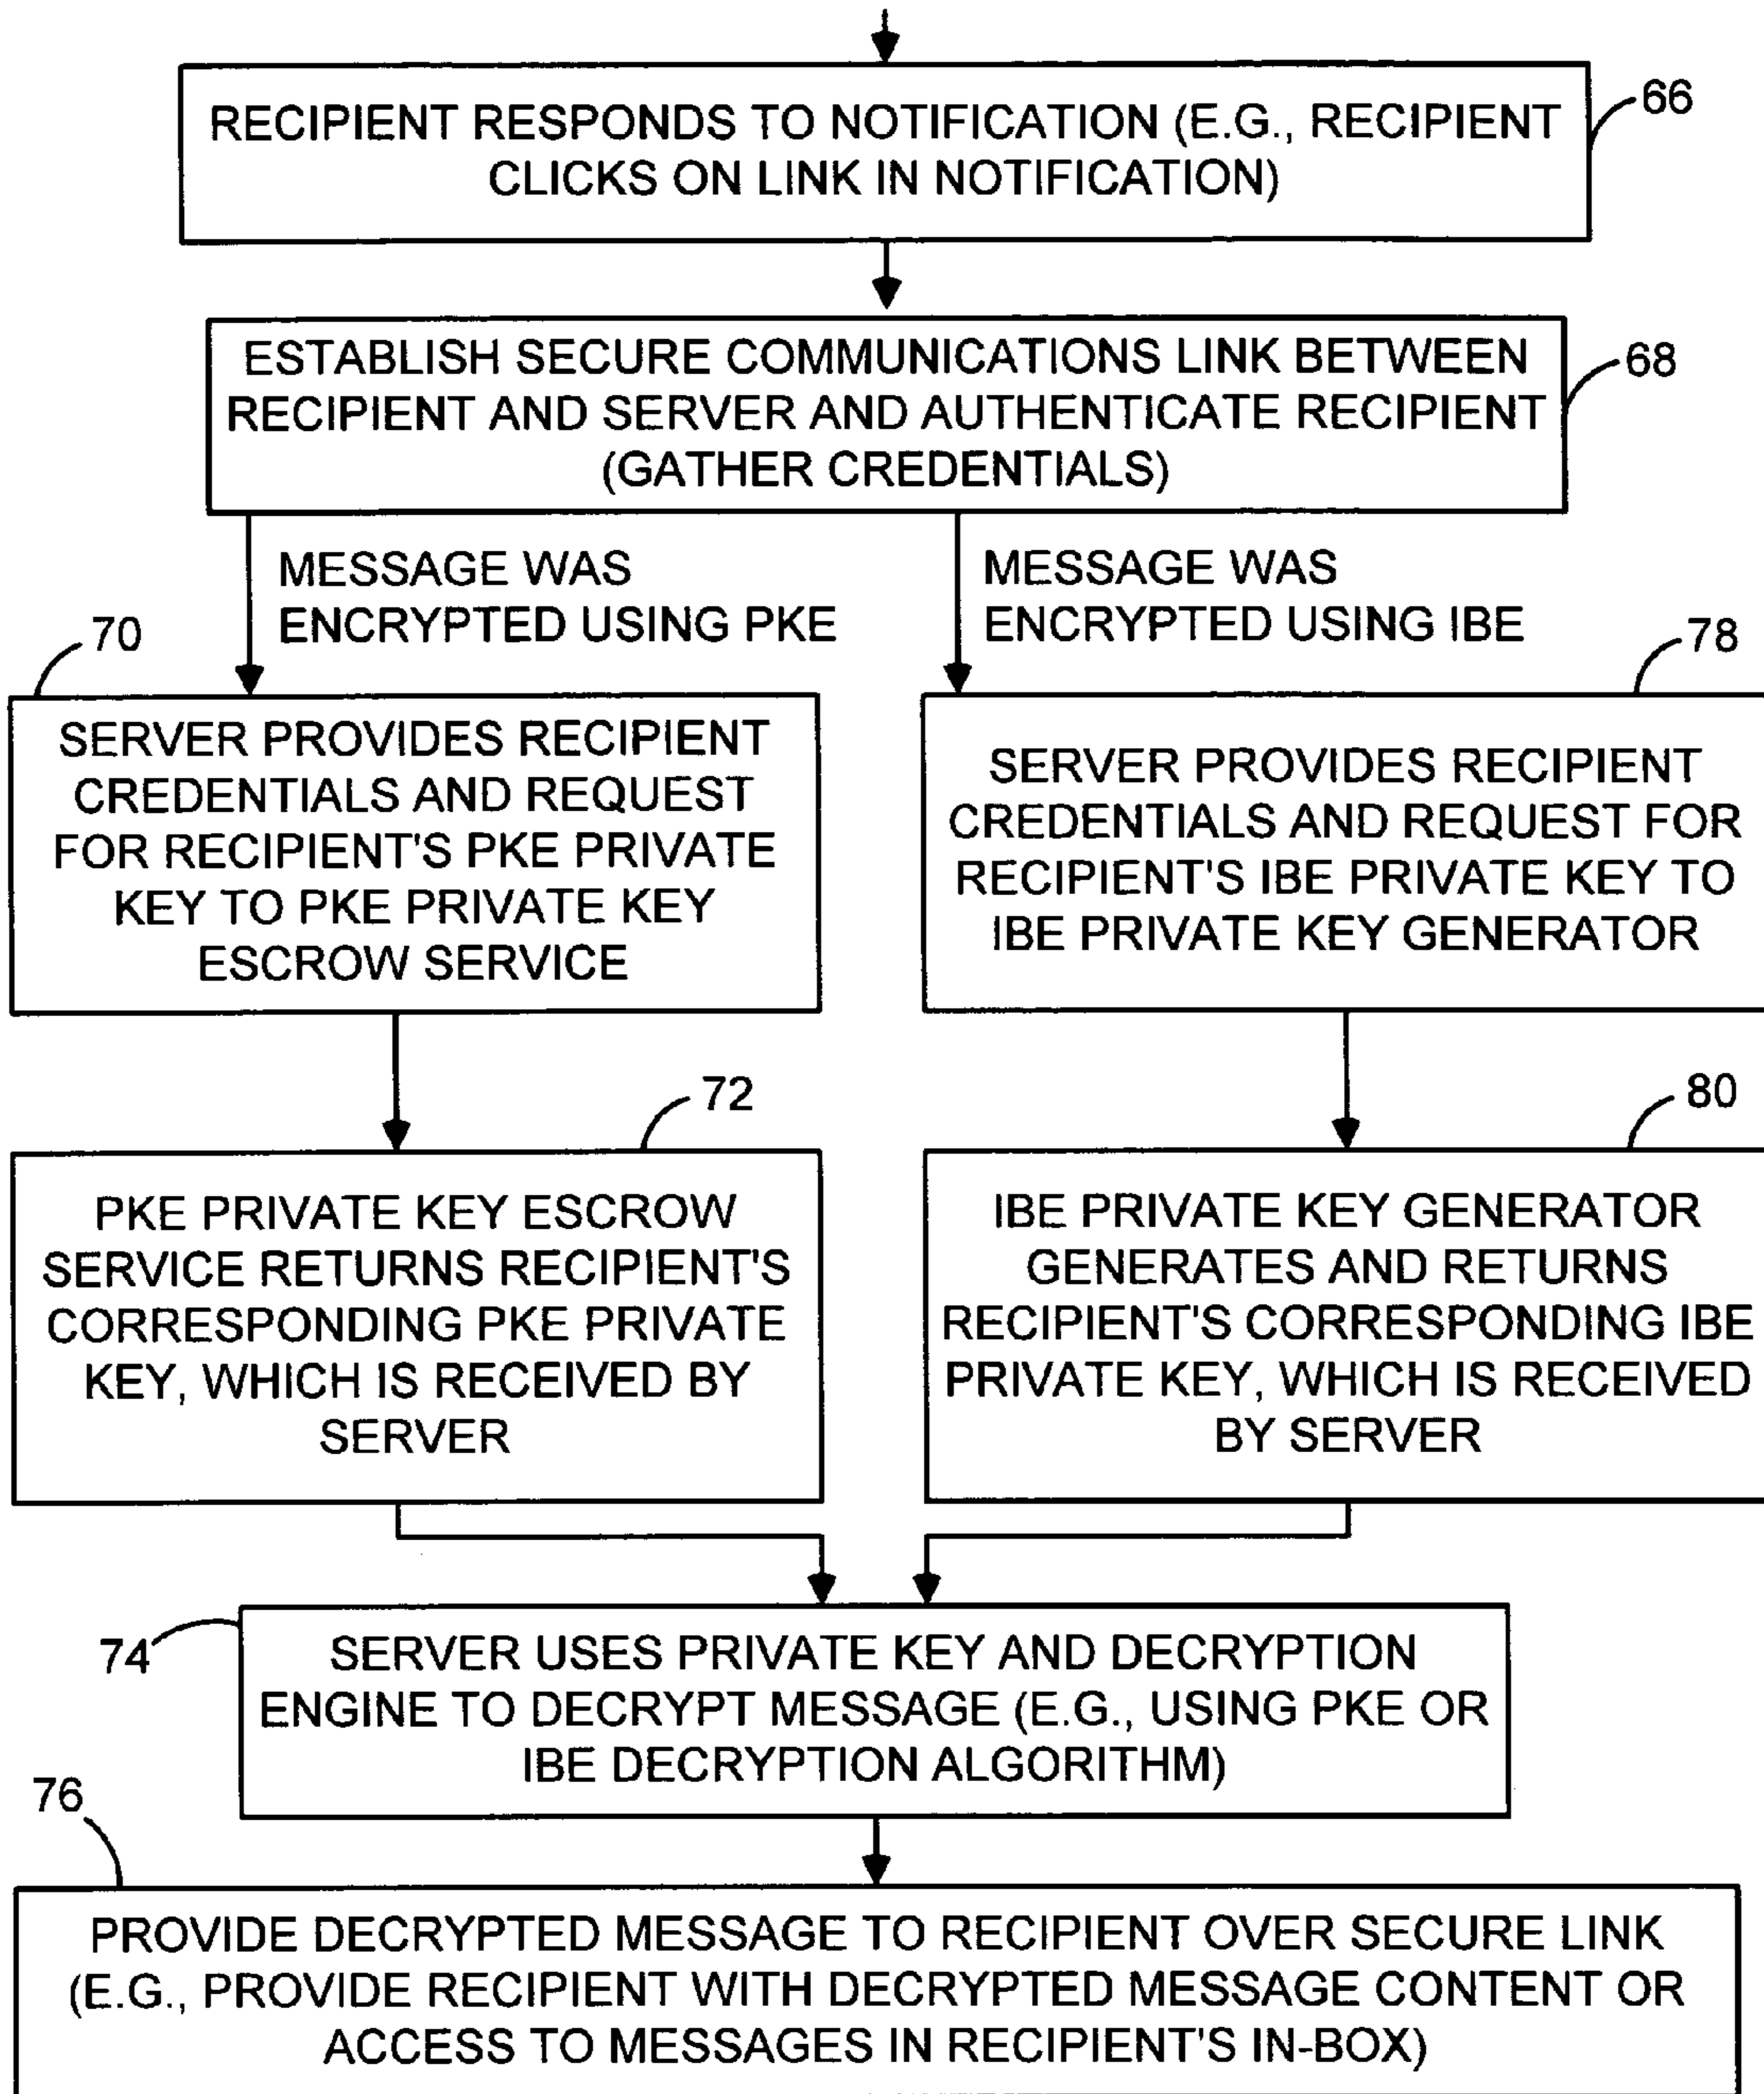 RECIPIENT RESPONDS TO NOTIFICATION (E.G., RECIPIENT
CLICKS ON LINK IN NOTIFICATION)
66
ESTABLISH SECURE COMMUNICATIONS LINK BETWEEN
RECIPIENT AND SERVER AND AUTHENTICATE RECIPIENT
(GATHER CREDENTIALS)
68
MESSAGE WAS
ENCRYPTED USING PKE
MESSAGE WAS
ENCRYPTED USING IBE
70
SERVER PROVIDES RECIPIENT
CREDENTIALS AND REQUEST
FOR RECIPIENT'S PKE PRIVATE
KEY TO PKE PRIVATE KEY
ESCROW SERVICE
78
SERVER PROVIDES RECIPIENT
CREDENTIALS AND REQUEST FOR
RECIPIENT'S IBE PRIVATE KEY TO
IBE PRIVATE KEY GENERATOR
72
PKE PRIVATE KEY ESCROW
SERVICE RETURNS RECIPIENT'S
CORRESPONDING PKE PRIVATE
KEY, WHICH IS RECEIVED BY
SERVER
80
IBE PRIVATE KEY GENERATOR
GENERATES AND RETURNS
RECIPIENT'S CORRESPONDING IBE
PRIVATE KEY, WHICH IS RECEIVED
BY SERVER
74
SERVER USES PRIVATE KEY AND DECRYPTION
ENGINE TO DECRYPT MESSAGE (E.G., USING PKE OR
IBE DECRYPTION ALGORITHM)
76
PROVIDE DECRYPTED MESSAGE TO RECIPIENT OVER SECURE LINK
(E.G., PROVIDE RECIPIENT WITH DECRYPTED MESSAGE CONTENT OR
ACCESS TO MESSAGES IN RECIPIENT'S IN-BOX)